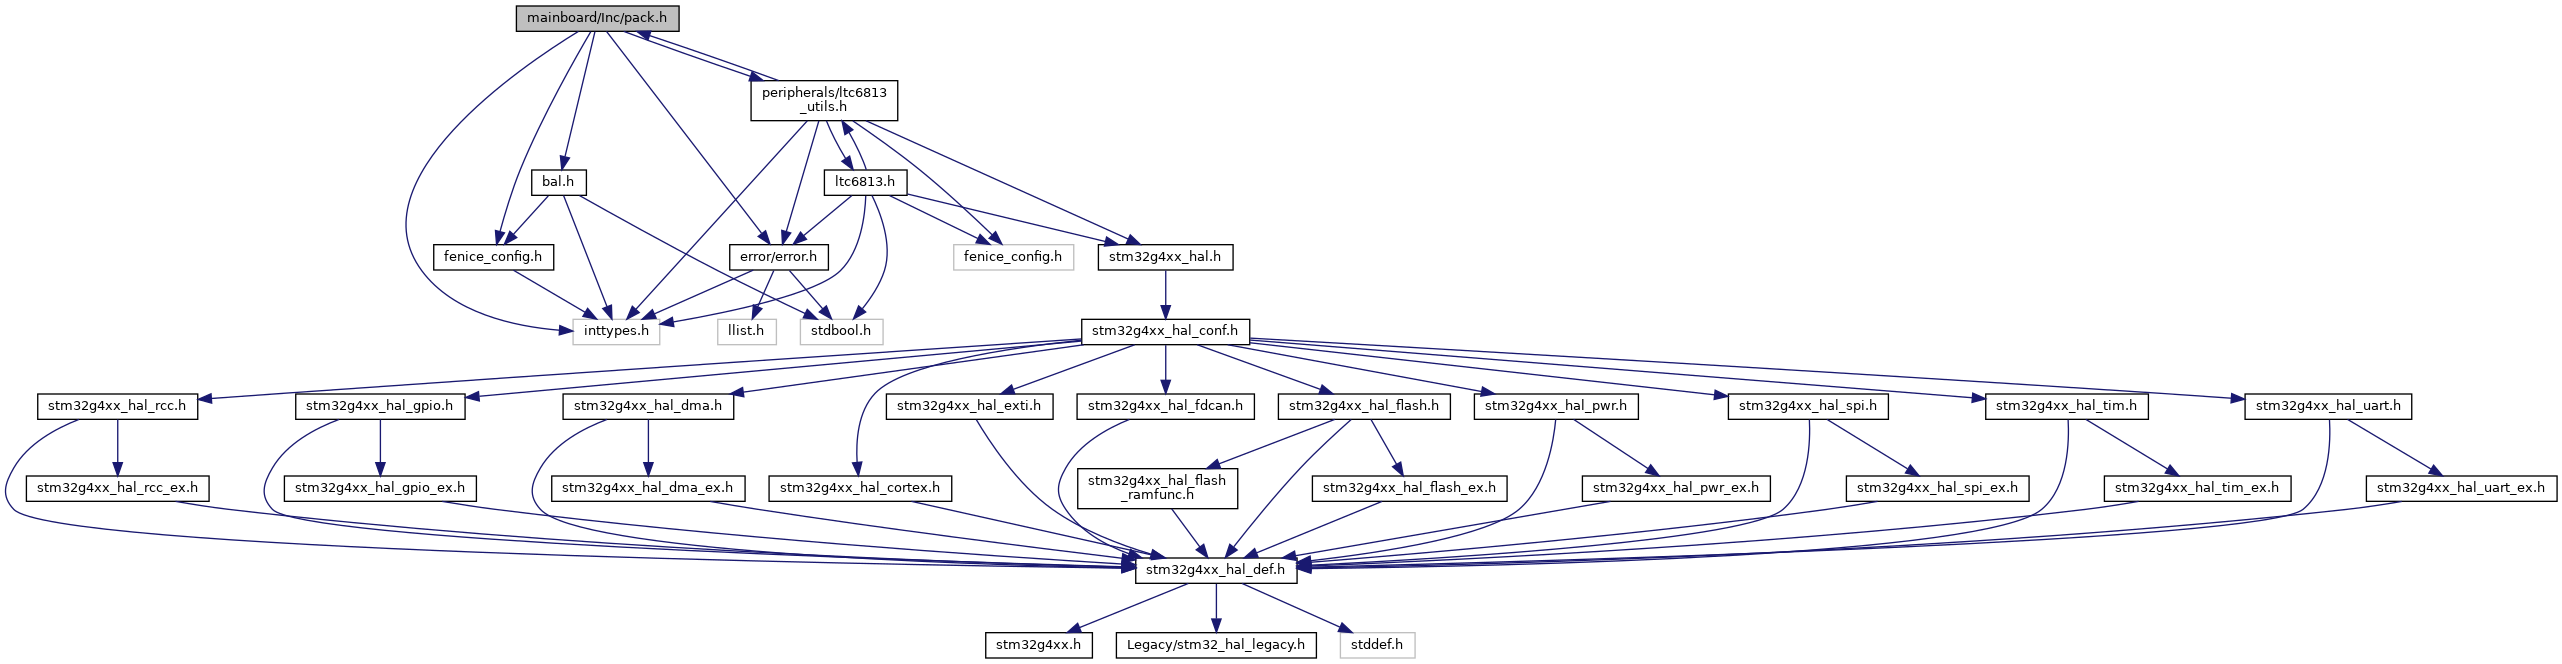 mainboard/Inc/pack.h
peripherals/ltc6813
_utils.h
bal.h
ltc6813.h
fenice_config.h
error/error.h
fenice_config.h
stm32g4xx_hal.h
inttypes.h
llist.h
stdbool.h
stm32g4xx_hal_conf.h
stm32g4xx_hal_rcc.h
stm32g4xx_hal_gpio.h
stm32g4xx_hal_dma.h
stm32g4xx_hal_exti.h
stm32g4xx_hal_fdcan.h
stm32g4xx_hal_flash.h
stm32g4xx_hal_pwr.h
stm32g4xx_hal_spi.h
stm32g4xx_hal_tim.h
stm32g4xx_hal_uart.h
stm32g4xx_hal_rcc_ex.h
stm32g4xx_hal_gpio_ex.h
stm32g4xx_hal_dma_ex.h
stm32g4xx_hal_cortex.h
stm32g4xx_hal_flash
_ramfunc.h
stm32g4xx_hal_flash_ex.h
stm32g4xx_hal_pwr_ex.h
stm32g4xx_hal_spi_ex.h
stm32g4xx_hal_tim_ex.h
stm32g4xx_hal_uart_ex.h
stm32g4xx_hal_def.h
stm32g4xx.h
Legacy/stm32_hal_legacy.h
stddef.h